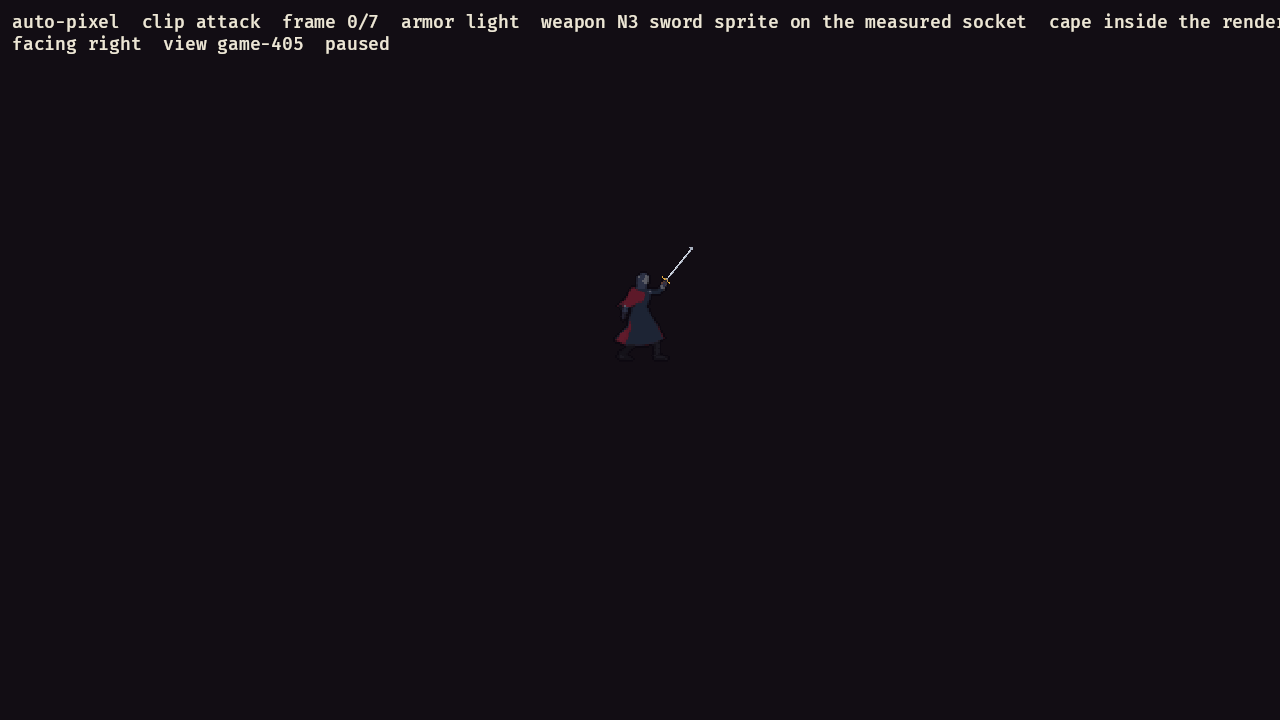 auto-pixel  clip attack  frame 0/7  armor light  weapon N3 sword sprite on the measured socket  cape inside the render
facing right  view game-405  paused